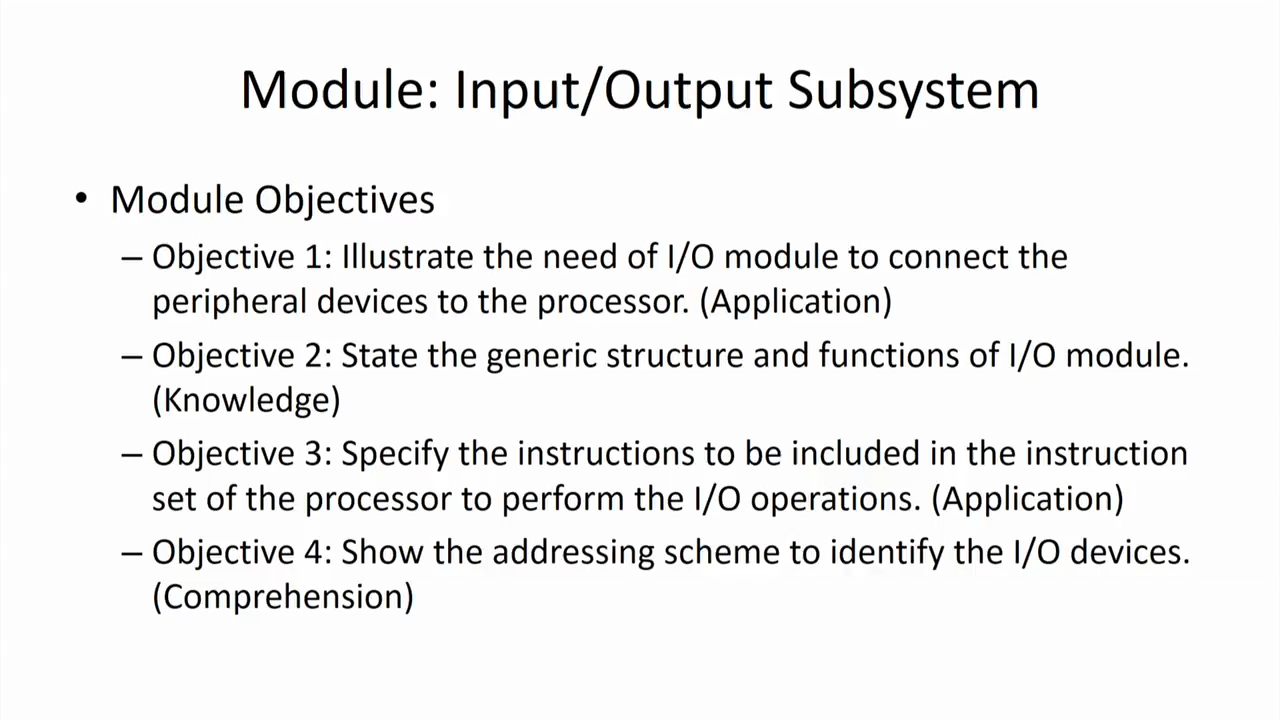 Module: Input/Output Subsystem
• Module Objectives
– Objective 1: Illustrate the need of I/O module to connect the
peripheral devices to the processor. (Application)
– Objective 2: State the generic structure and functions of I/O module.
(Knowledge)
– Objective 3: Specify the instructions to be included in the instruction
set of the processor to perform the I/O operations. (Application)
– Objective 4: Show the addressing scheme to identify the I/O devices.
(Comprehension)